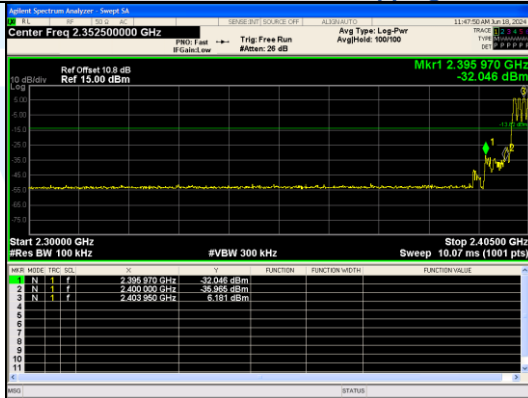 Agilent Spectrum Analyzer - Swept SA
RL RF 50 Ω AC SENSE:INT SOURCE OFF ALIGNAUTO 11:47:50 AM Jun 18, 2024
Center Freq 2.352500000 GHz
PNO: Fast Trig: Free Run Avg Type: Log-Pwr TRACE 1 2 3 4 5
IFGain:Low #Atten: 26 dB Avg|Held: 100/100 TYPE
DET P P P P P
Ref Offset 10.8 dB Mkr1 2.395 970 GHz
10 dB/div Ref 15.00 dBm -32.046 dBm
Log
5.00
-5.00
-15.0
-25.0
-35.0
-45.0
-55.0
-65.0
-75.0
1
2
3
Start 2.30000 GHz Stop 2.40500 GHz
#Res BW 100 kHz #VBW 300 kHz Sweep 10.07 ms (1001 pts)
MKR MODE TRC SCL X Y FUNCTION FUNCTION WIDTH FUNCTION VALUE
1 N 1 f 2.395 970 GHz -32.046 dBm
2 N 1 f 2.400 000 GHz -35.965 dBm
3 N 1 f 2.403 950 GHz 6.181 dBm
4
5
6
7
8
9
10
11
MSG STATUS